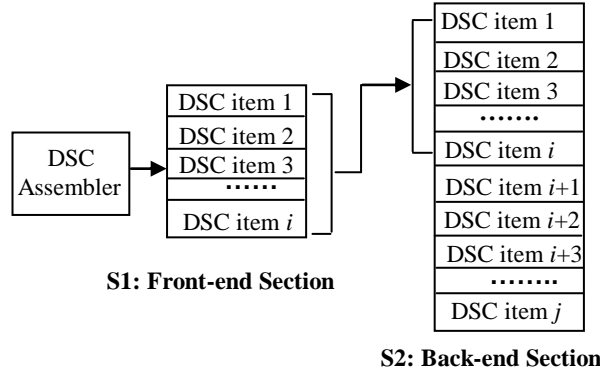 DSC
Assembler
DSC item 1
DSC item 2
DSC item 3
......
DSC item i
S1: Front-end Section
DSC item 1
DSC item 2
DSC item 3
.......
DSC item i
DSC item i+1
DSC item i+2
DSC item i+3
........
DSC item j
S2: Back-end Section